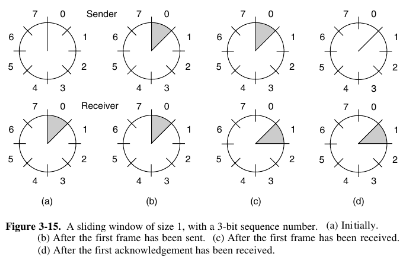 Sender
7 0 7 0 7 0 7 0
6 1 6 1 6 1 6 1
5 2 5 2 5 2 5 2
4 3 4 3 4 3 4 3
Receiver
7 0 7 0 7 0 7 0
6 1 6 1 6 1 6 1
5 2 5 2 5 2 5 2
4 3 4 3 4 3 4 3
(a) (b) (c) (d)
Figure 3-15. A sliding window of size 1, with a 3-bit sequence number. (a) Initially.
(b) After the first frame has been sent. (c) After the first frame has been received.
(d) After the first acknowledgement has been received.